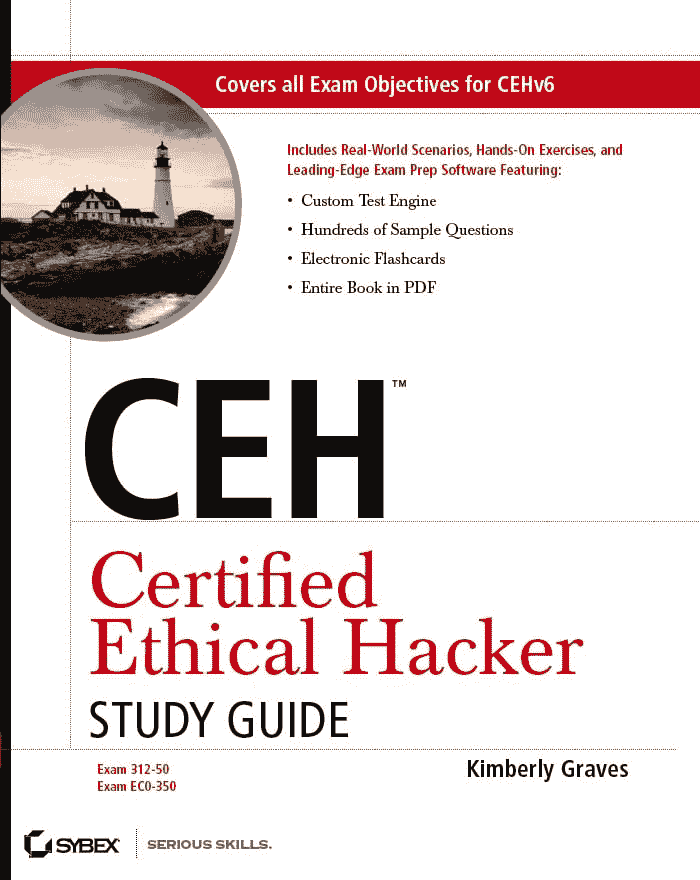 Covers all Exam Objectives for CEHv6
Includes Real-World Scenarios, Hands-On Exercises, and
Leading-Edge Exam Prep Software Featuring:
• Custom Test Engine
• Hundreds of Sample Questions
• Electronic Flashcards
• Entire Book in PDF
CEH™
Certified
Ethical Hacker
STUDY GUIDE
Exam 312-50
Exam EC0-350
Kimberly Graves
SYBEX
SERIOUS SKILLS.